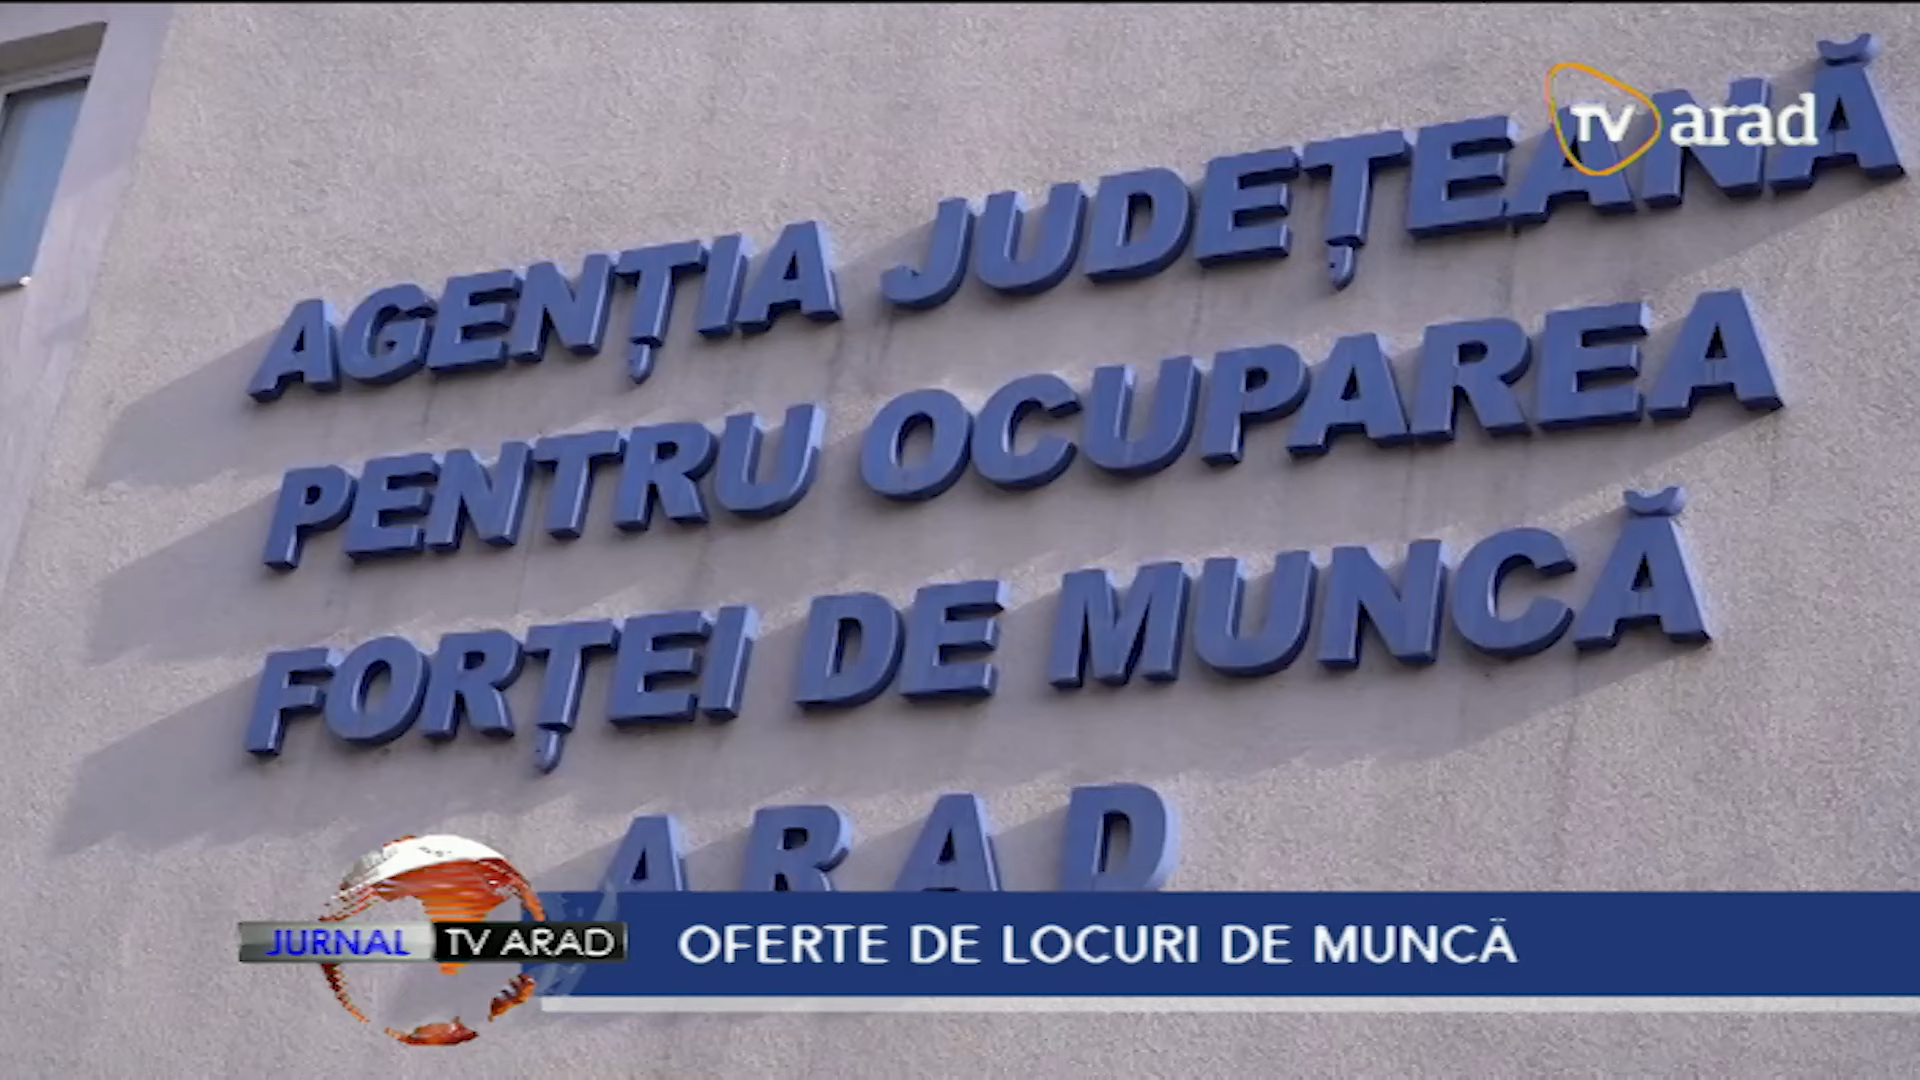 TV arad
AGENȚIA JUDEȚEANĂ
PENTRU OCUPAREA
FORȚEI DE MUNCĂ
ARAD
JURNAL TV ARAD
OFERTE DE LOCURI DE MUNCĂ